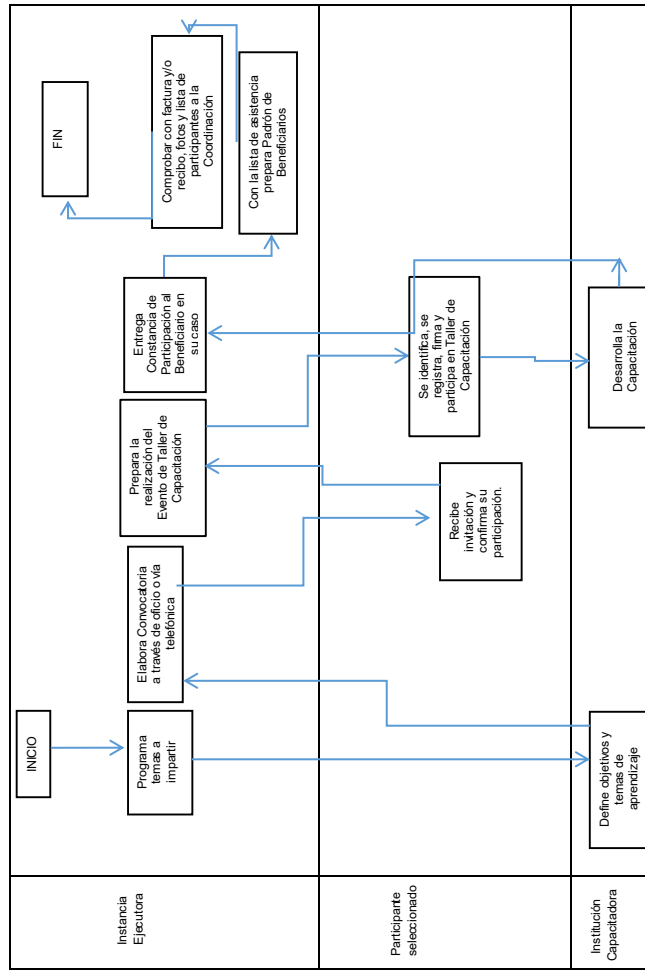 Instancia
Ejecutora
INICIO
Programa
temas a
impartir
Elabora Convocatoria
a través de oficio o vía
telefónica
Prepara la
realización del
Evento de Taller de
Capacitación
Entrega
Constancia de
Participación al
Beneficiario en
su caso
FIN
Comprobar con factura y/o
recibo, fotos y lista de
participantes a la
Coordinación
Con la lista de asistencia
prepara Padrón de
Beneficiarios
Participante
seleccionado
Recibe
invitación y
confirma su
participación.
Se identifica, se
registra, firma y
participa en Taller de
Capacitación
Institución
Capacitadora
Define objetivos y
temas de
aprendizaje
Desarrolla la
Capacitación